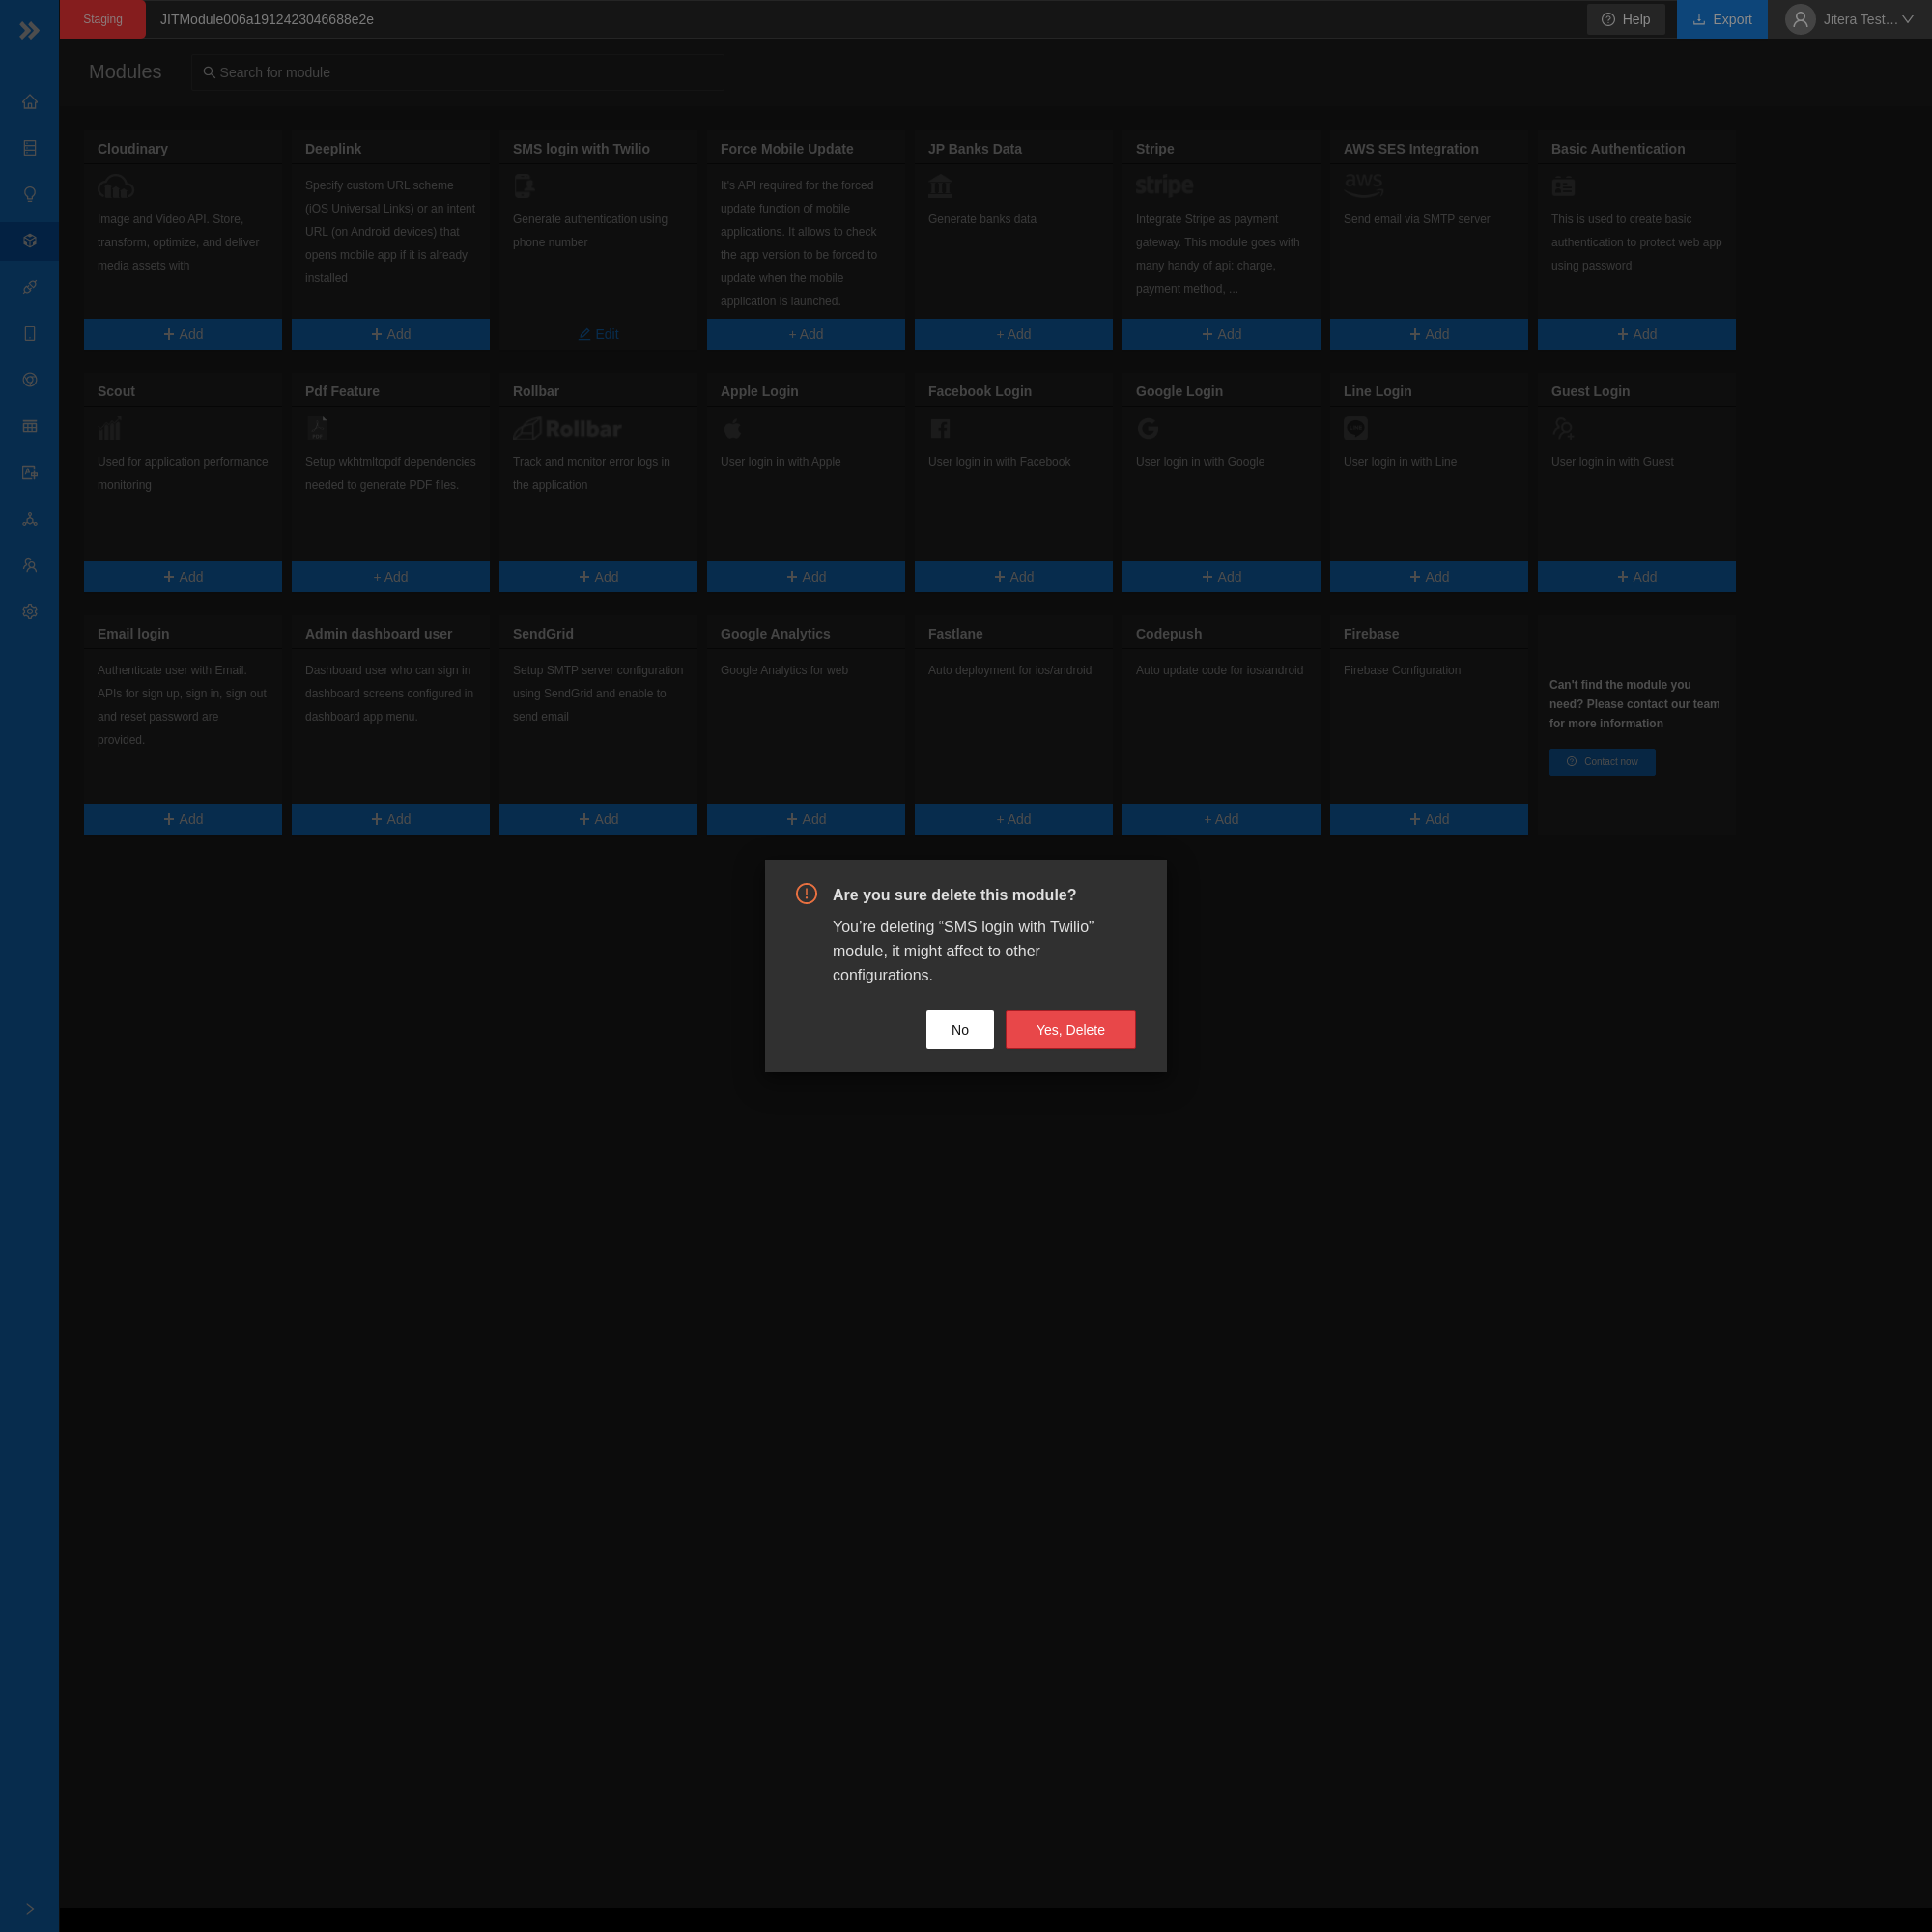 Staging
JITModule006a1912423046688e2e
Help
Export
Jitera Test…
Modules
Search for module
Cloudinary
Image and Video API. Store,
transform, optimize, and deliver
media assets with
Add
Deeplink
Specify custom URL scheme
(iOS Universal Links) or an intent
URL (on Android devices) that
opens mobile app if it is already
installed
Add
SMS login with Twilio
Generate authentication using
phone number
Edit
Force Mobile Update
It's API required for the forced
update function of mobile
applications. It allows to check
the app version to be forced to
update when the mobile
application is launched.
+ Add
JP Banks Data
Generate banks data
+ Add
Stripe
stripe
Integrate Stripe as payment
gateway. This module goes with
many handy of api: charge,
payment method, ...
Add
AWS SES Integration
aws
Send email via SMTP server
Add
Basic Authentication
This is used to create basic
authentication to protect web app
using password
Add
Scout
Used for application performance
monitoring
Add
Pdf Feature
Setup wkhtmltopdf dependencies
needed to generate PDF files.
+ Add
Rollbar
Rollbar
Track and monitor error logs in
the application
Add
Apple Login
User login in with Apple
Add
Facebook Login
User login in with Facebook
Add
Google Login
User login in with Google
Add
Line Login
User login in with Line
Add
Guest Login
User login in with Guest
Add
Email login
Authenticate user with Email.
APIs for sign up, sign in, sign out
and reset password are
provided.
Add
Admin dashboard user
Dashboard user who can sign in
dashboard screens configured in
dashboard app menu.
Add
SendGrid
Setup SMTP server configuration
using SendGrid and enable to
send email
Add
Google Analytics
Google Analytics for web
Add
Fastlane
Auto deployment for ios/android
+ Add
Codepush
Auto update code for ios/android
+ Add
Firebase
Firebase Configuration
Add
Can't find the module you
need? Please contact our team
for more information
Contact now
Are you sure delete this module?
You’re deleting “SMS login with Twilio”
module, it might affect to other
configurations.
No
Yes, Delete